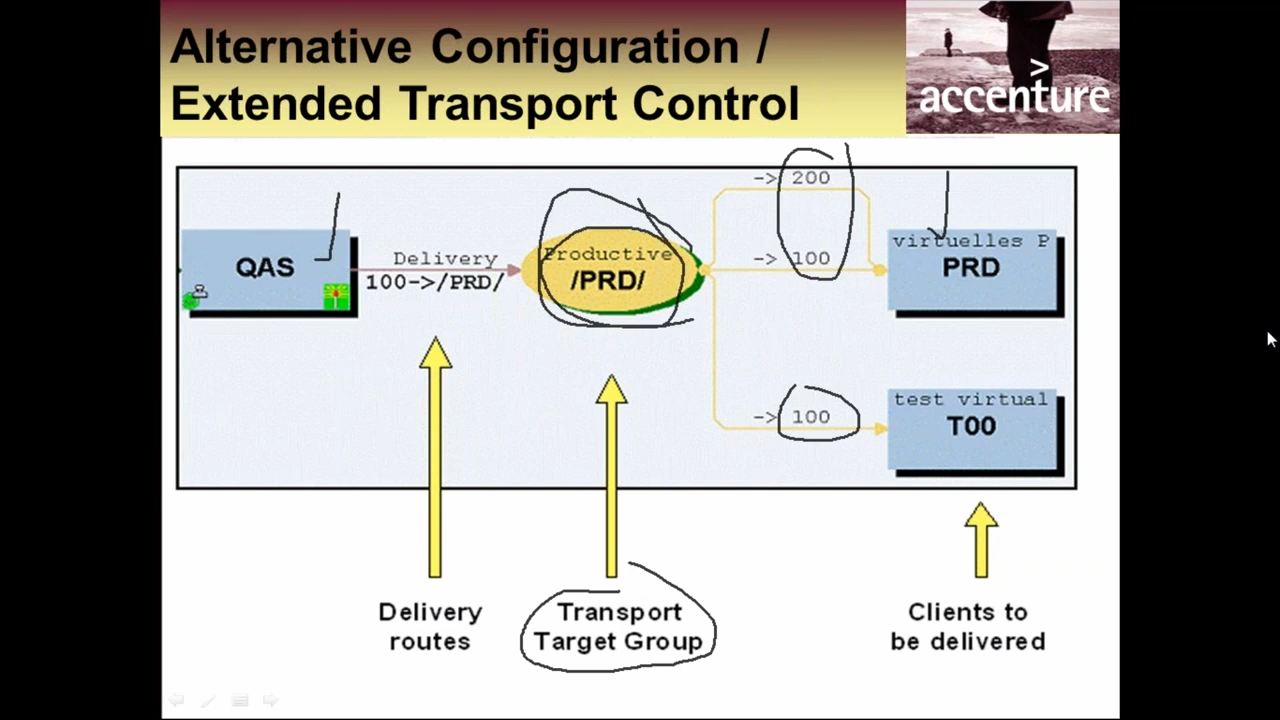 Alternative Configuration /
Extended Transport Control
>
accenture
-> 200
Delivery
100->/PRD/
QAS
Productive
/PRD/
-> 100
virtuelles P
PRD
-> 100
test virtual
T00
Delivery
routes
Transport
Target Group
Clients to
be delivered